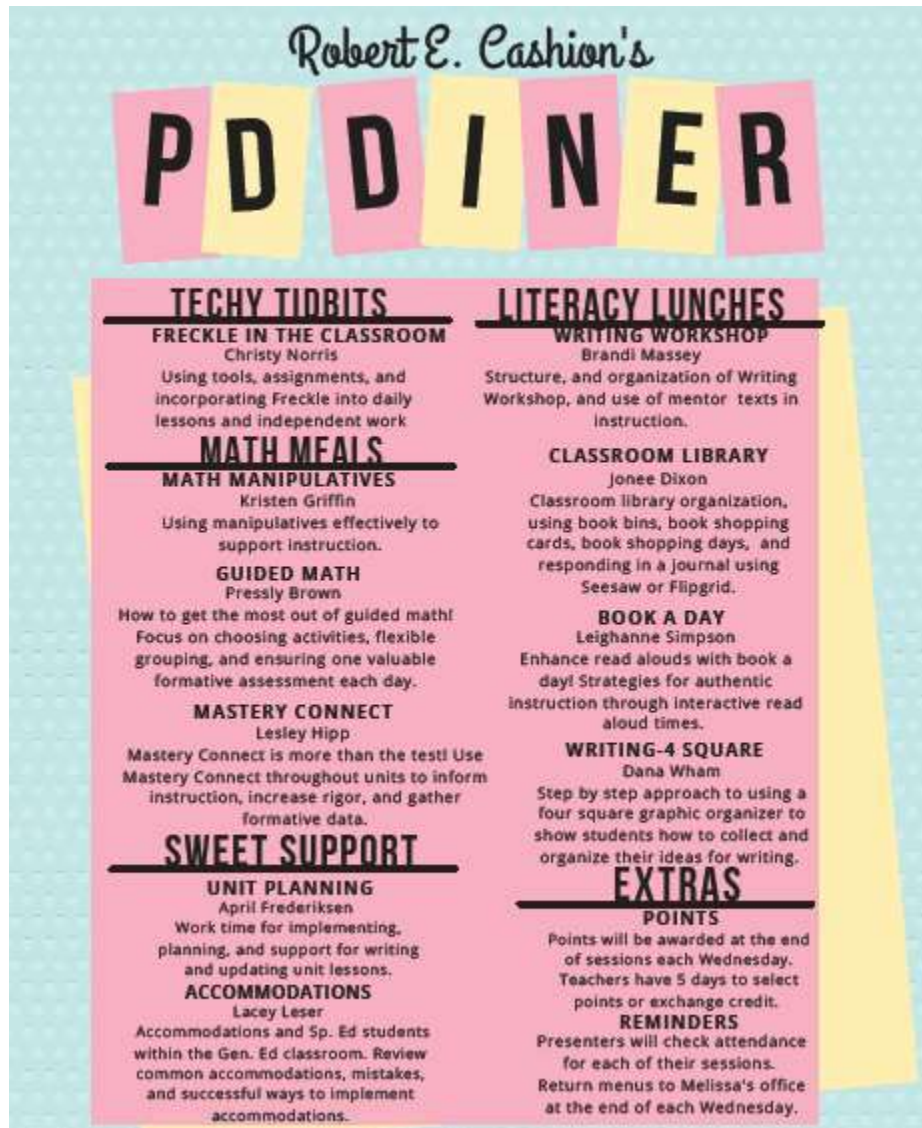 Robert E. Cashion's
PD DINER
TECHY TIDBITS
FRECKLE IN THE CLASSROOM
Christy Norris
Using tools, assignments, and
incorporating Freckle into daily
lessons and independent work
MATH MEALS
MATH MANIPULATIVES
Kristen Griffin
Using manipulatives effectively to
support instruction.
GUIDED MATH
Pressly Brown
How to get the most out of guided math!
Focus on choosing activities, flexible
grouping, and ensuring one valuable
formative assessment each day.
MASTERY CONNECT
Lesley Hipp
Mastery Connect is more than the test! Use
Mastery Connect throughout units to inform
instruction, increase rigor, and gather
formative data.
SWEET SUPPORT
UNIT PLANNING
April Frederiksen
Work time for implementing,
planning, and support for writing
and updating unit lessons.
ACCOMMODATIONS
Lacey Leser
Accommodations and Sp. Ed students
within the Gen. Ed classroom. Review
common accommodations, mistakes,
and successful ways to implement
accommodations.
LITERACY LUNCHES
WRITING WORKSHOP
Brandi Massey
Structure, and organization of Writing
Workshop, and use of mentor texts in
instruction.
CLASSROOM LIBRARY
Jonee Dixon
Classroom library organization,
using book bins, book shopping
cards, book shopping days, and
responding in a journal using
Seesaw or Flipgrid.
BOOK A DAY
Leighanne Simpson
Enhance read alouds with book a
day! Strategies for authentic
instruction through interactive read
aloud times.
WRITING-4 SQUARE
Dana Wham
Step by step approach to using a
four square graphic organizer to
show students how to collect and
organize their ideas for writing.
EXTRAS
POINTS
Points will be awarded at the end
of sessions each Wednesday.
Teachers have 5 days to select
points or exchange credit.
REMINDERS
Presenters will check attendance
for each of their sessions.
Return menus to Melissa's office
at the end of each Wednesday.